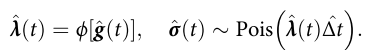 𝝀̂(t) = ϕ[𝒈̂(t)],  𝝈̂(t) ∼ Pois(𝝀̂(t)Δ̂t).